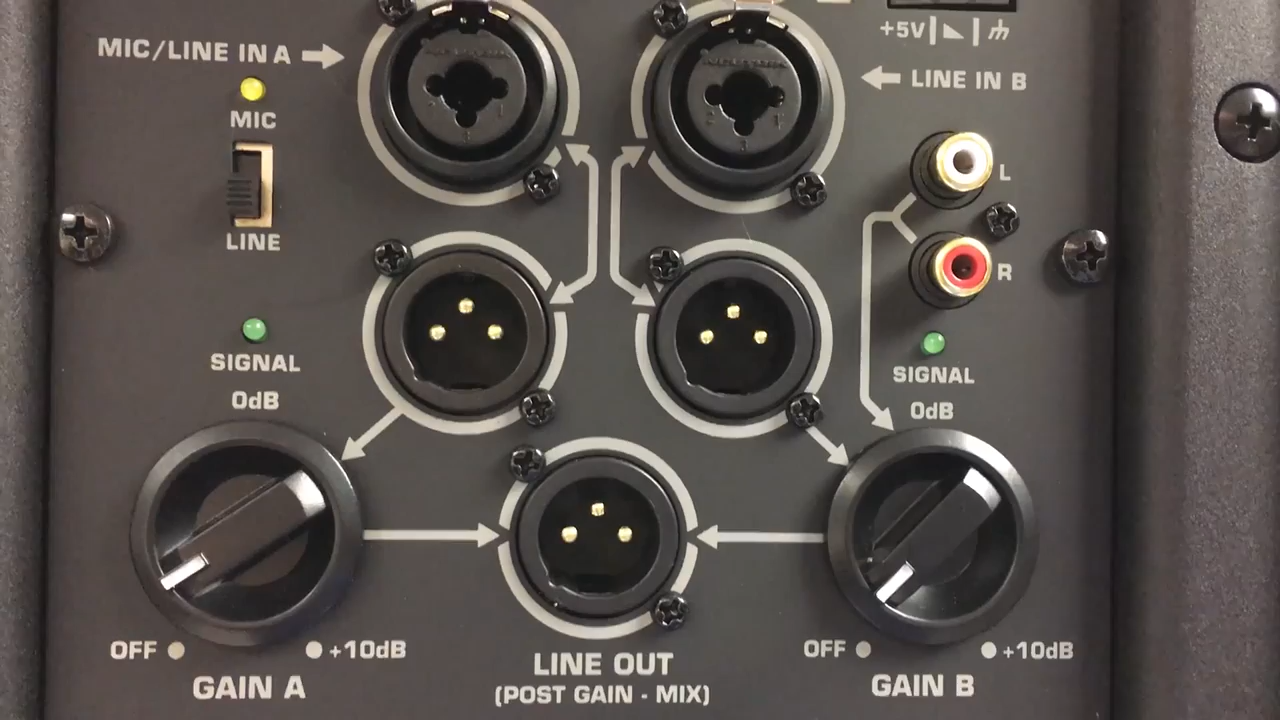 +5V
MIC/LINE IN A
LINE IN B
MIC
L
LINE
R
SIGNAL
0dB
SIGNAL
0dB
OFF
+10dB
OFF
+10dB
GAIN A
LINE OUT
(POST GAIN - MIX)
GAIN B